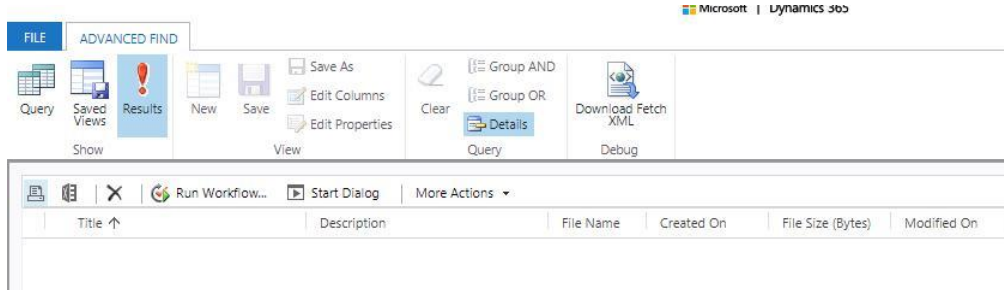 Microsoft | Dynamics 365
FILE ADVANCED FIND
Query
Saved Views
Results
New
Save
Save As
Edit Columns
Edit Properties
Clear
Group AND
Group OR
Details
Download Fetch XML
Show
View
Query
Debug
Run Workflow... Start Dialog More Actions
Title Description File Name Created On File Size (Bytes) Modified On